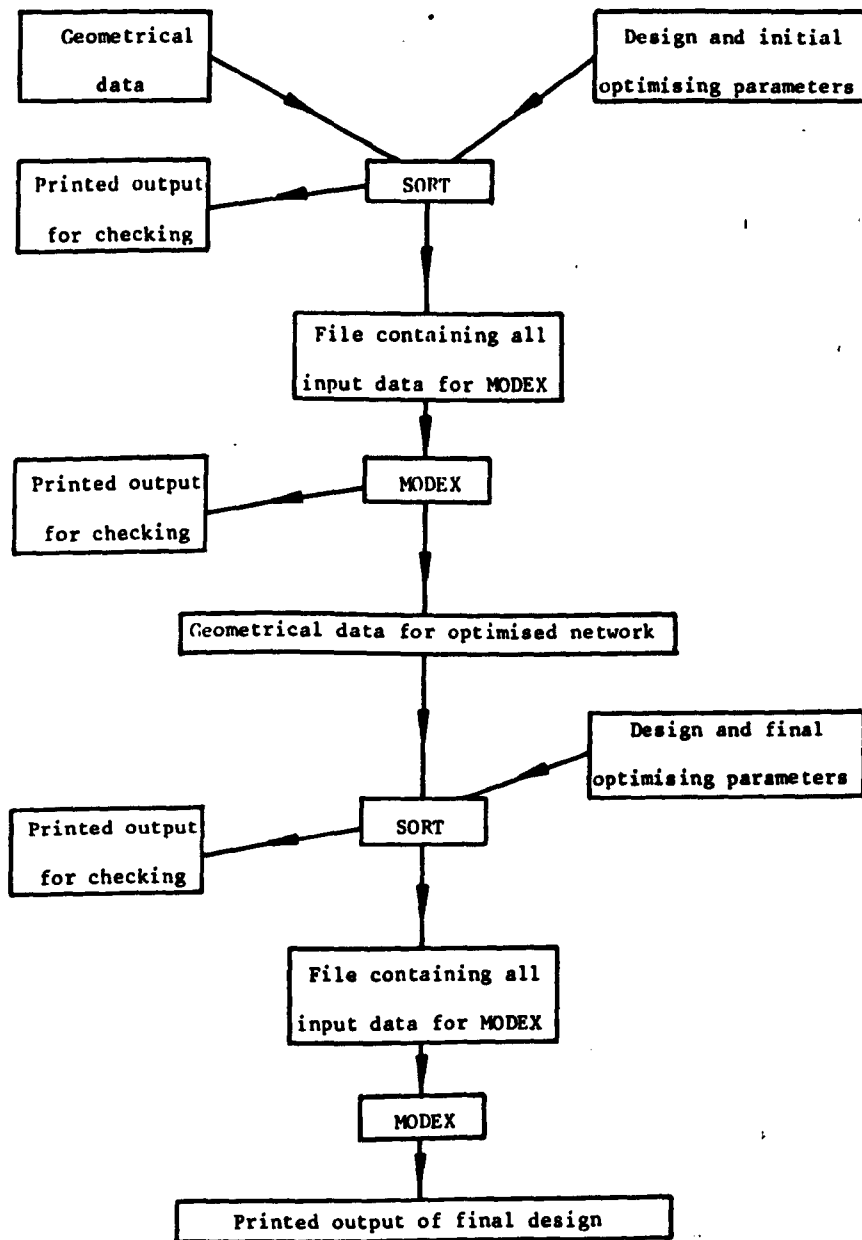 Geometrical
data
Design and initial
optimising parameters
SORT
Printed output
for checking
File containing all
input data for MODEX
MODEX
Printed output
for checking
Geometrical data for optimised network
Design and final
optimising parameters
SORT
Printed output
for checking
File containing all
input data for MODEX
MODEX
Printed output of final design